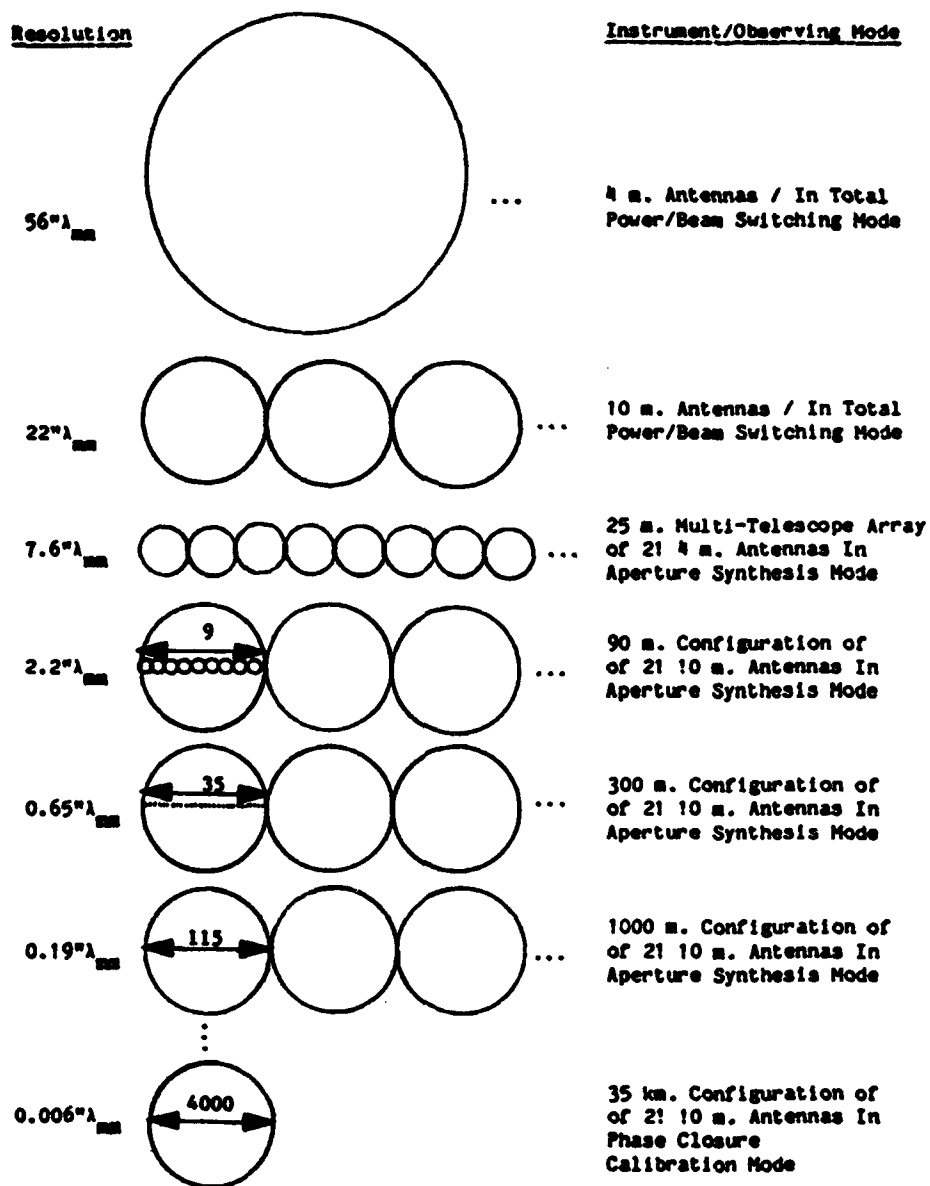 Resolution
Instrument/Observing Mode
56"λmm
...
4 m. Antennas / In Total
Power/Beam Switching Mode
22"λmm
...
10 m. Antennas / In Total
Power/Beam Switching Mode
7.6"λmm
...
25 m. Multi-Telescope Array
of 21 4 m. Antennas In
Aperture Synthesis Mode
2.2"λmm
9
...
90 m. Configuration of
of 21 10 m. Antennas In
Aperture Synthesis Mode
0.65"λmm
35
...
300 m. Configuration of
of 21 10 m. Antennas In
Aperture Synthesis Mode
0.19"λmm
115
...
1000 m. Configuration of
of 21 10 m. Antennas In
Aperture Synthesis Mode
0.006"λmm
4000
35 km. Configuration of
of 21 10 m. Antennas In
Phase Closure
Calibration Mode